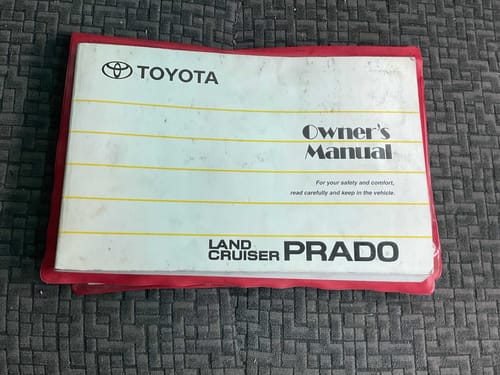 TOYOTA
Owner's
Manual
For your safety and comfort,
read carefully and keep in the vehicle.
LAND
CRUISER PRADO